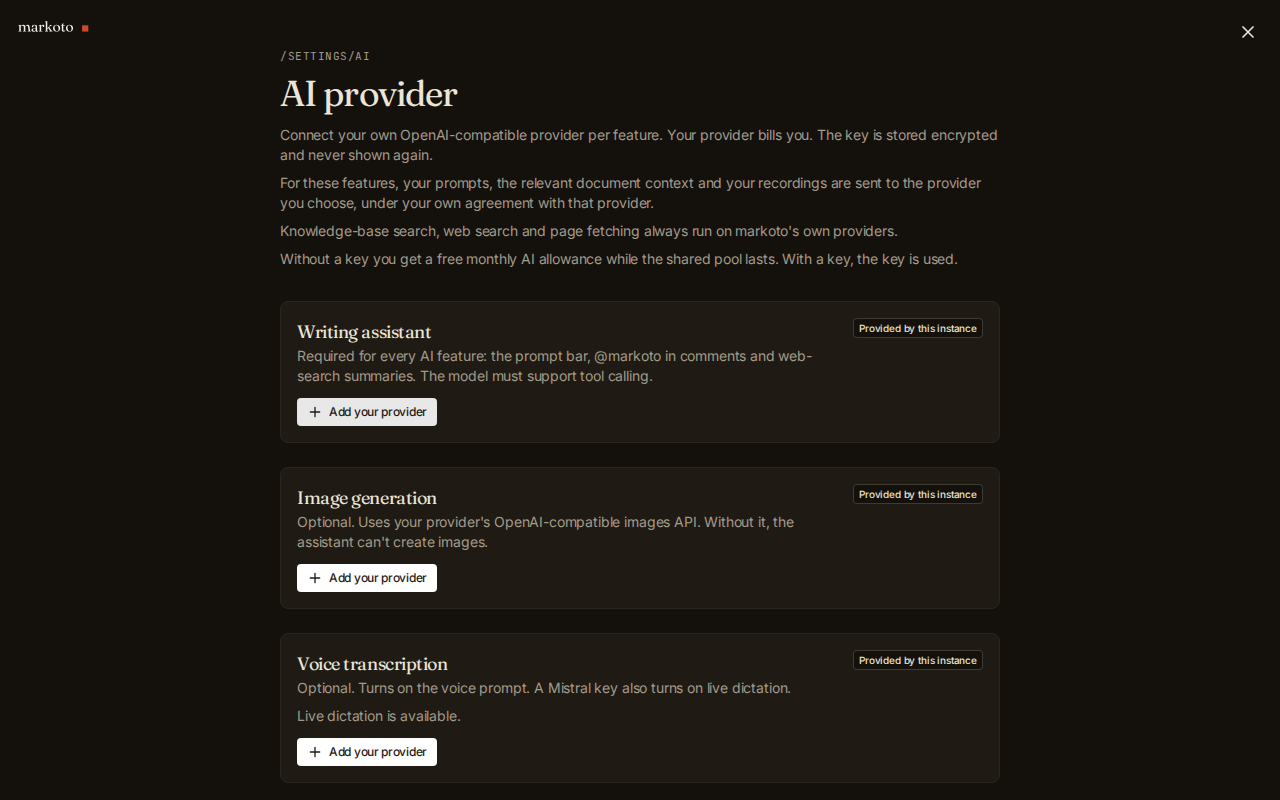 markoto
/SETTINGS/AI
AI provider
Connect your own OpenAI-compatible provider per feature. Your provider bills you. The key is stored encrypted
and never shown again.
For these features, your prompts, the relevant document context and your recordings are sent to the provider
you choose, under your own agreement with that provider.
Knowledge-base search, web search and page fetching always run on markoto's own providers.
Without a key you get a free monthly AI allowance while the shared pool lasts. With a key, the key is used.
Writing assistant
Provided by this instance
Required for every AI feature: the prompt bar, @markoto in comments and web-
search summaries. The model must support tool calling.
Add your provider
Image generation
Provided by this instance
Optional. Uses your provider's OpenAI-compatible images API. Without it, the
assistant can't create images.
Add your provider
Voice transcription
Provided by this instance
Optional. Turns on the voice prompt. A Mistral key also turns on live dictation.
Live dictation is available.
Add your provider